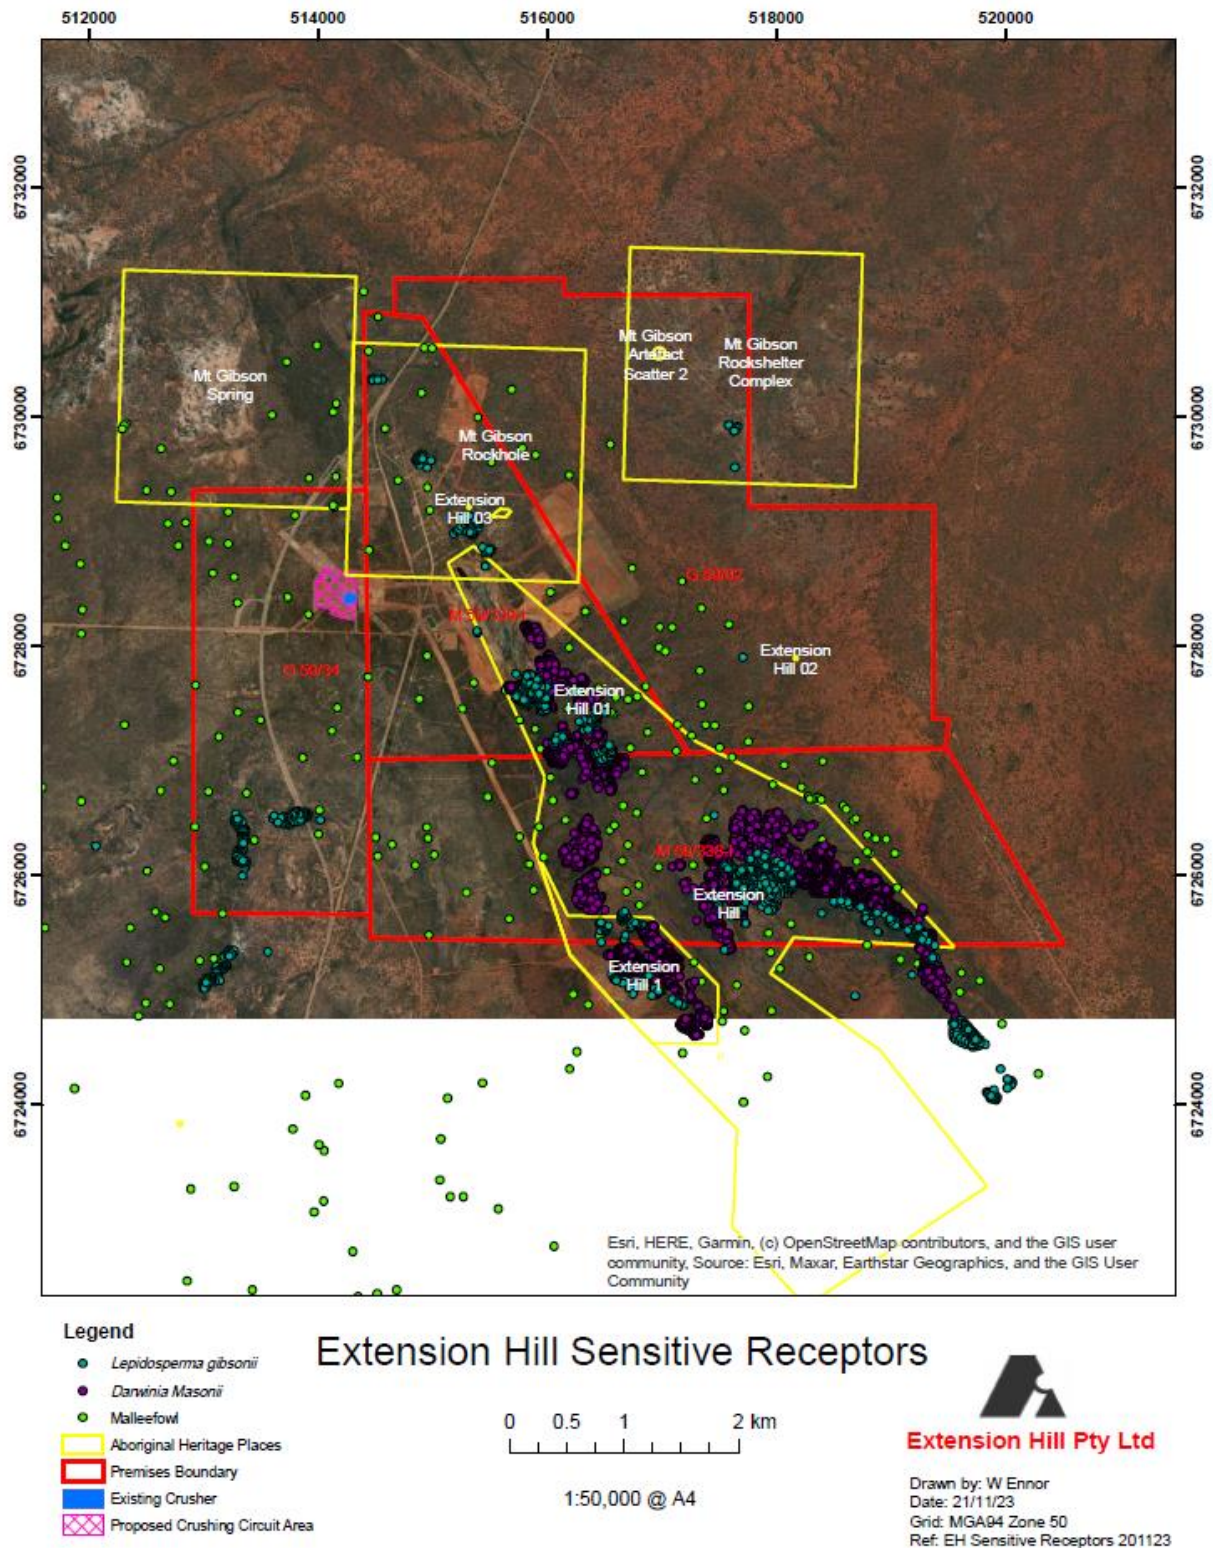 512000 514000 516000 518000 520000
6732000
6732000
6730000
6730000
6728000
6728000
6726000
6726000
6724000
6724000
Mt Gibson
Spring
Mt Gibson
Artefact
Scatter 2
Mt Gibson
Rockshelter
Complex
Mt Gibson
Rockhole
Extension
Hill 03
G 59/34
Extension
Hill 02
Extension
Hill 01
Extension
Hill
Extension
Hill 1
Esri, HERE, Garmin, (c) OpenStreetMap contributors, and the GIS user
community, Source: Esri, Maxar, Earthstar Geographics, and the GIS User
Community
Legend
Lepidosperma gibsonii
Darwinia Masonii
Malleefowl
Aboriginal Heritage Places
Premises Boundary
Existing Crusher
Proposed Crushing Circuit Area
Extension Hill Sensitive Receptors
0 0.5 1 2 km
1:50,000 @ A4
Extension Hill Pty Ltd
Drawn by: W Ennor
Date: 21/11/23
Grid: MGA94 Zone 50
Ref: EH Sensitive Receptors 201123